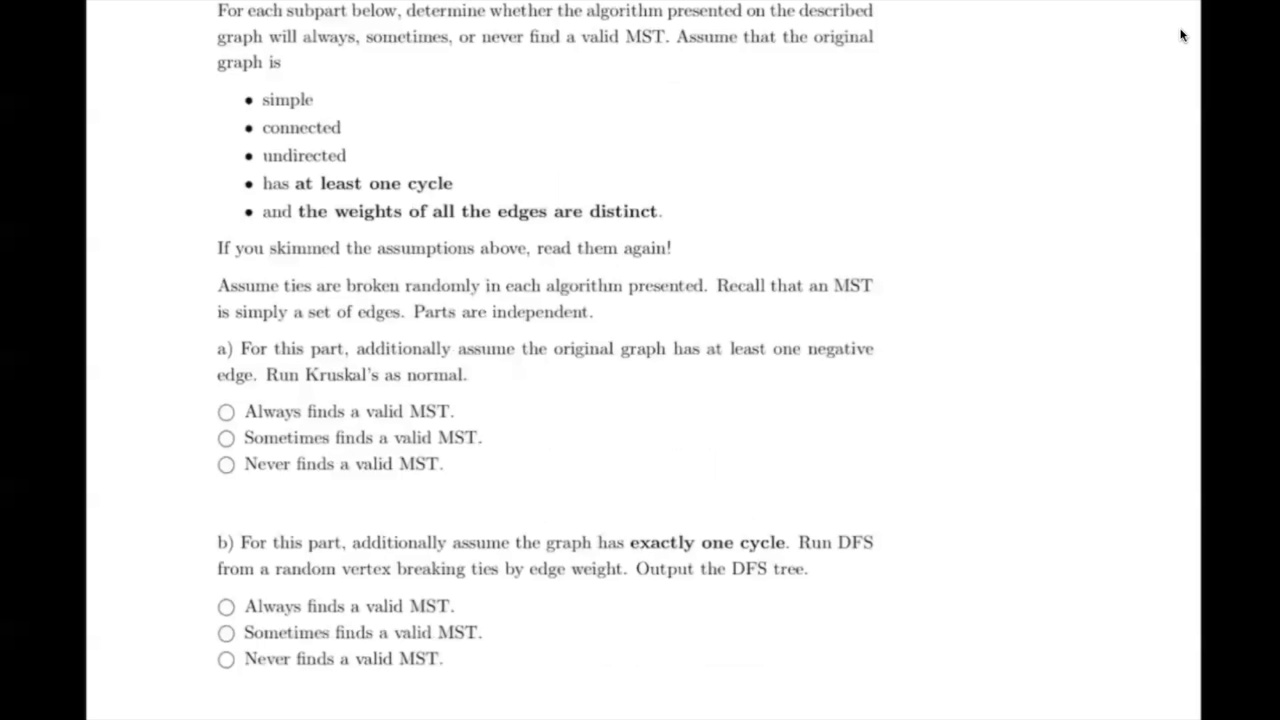 For each subpart below, determine whether the algorithm presented on the described
graph will always, sometimes, or never find a valid MST. Assume that the original
graph is
• simple
• connected
• undirected
• has at least one cycle
• and the weights of all the edges are distinct.
If you skimmed the assumptions above, read them again!
Assume ties are broken randomly in each algorithm presented. Recall that an MST
is simply a set of edges. Parts are independent.
a) For this part, additionally assume the original graph has at least one negative
edge. Run Kruskal's as normal.
Always finds a valid MST.
Sometimes finds a valid MST.
Never finds a valid MST.
b) For this part, additionally assume the graph has exactly one cycle. Run DFS
from a random vertex breaking ties by edge weight. Output the DFS tree.
Always finds a valid MST.
Sometimes finds a valid MST.
Never finds a valid MST.